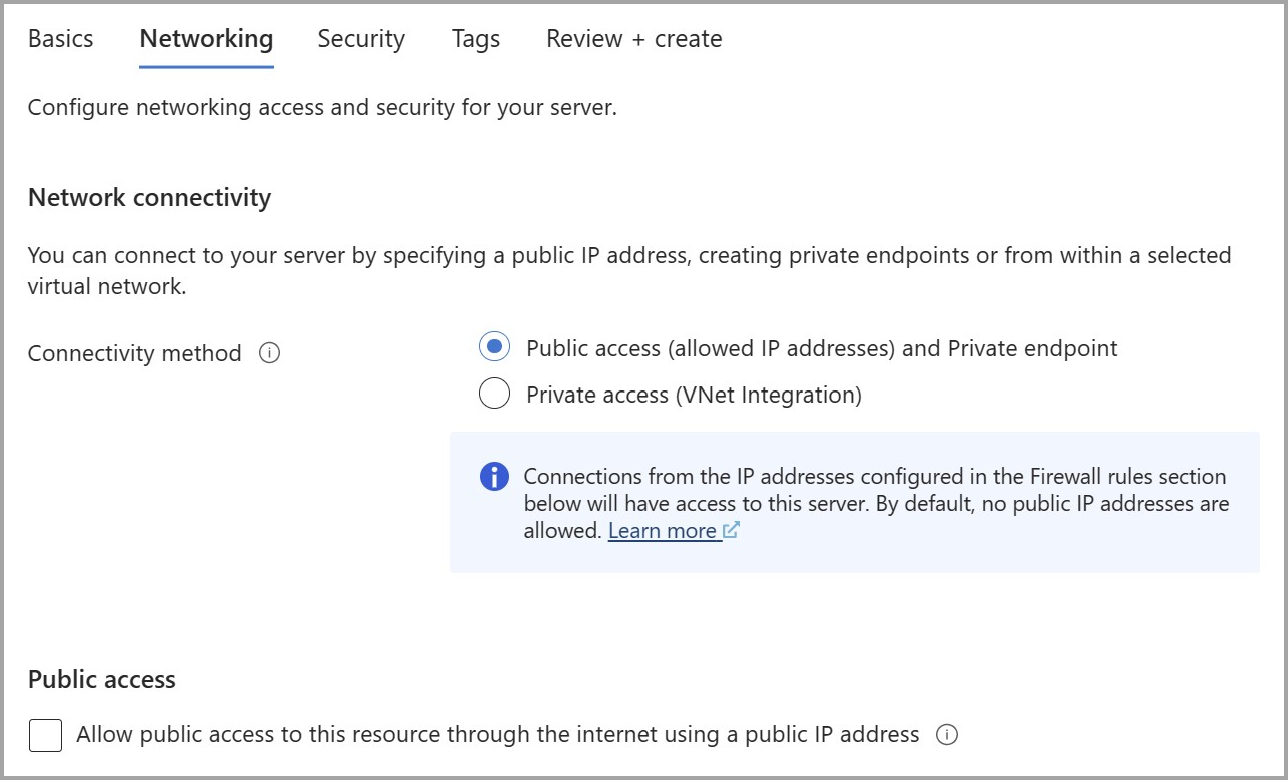 Basics Networking Security Tags Review + create
Configure networking access and security for your server.
Network connectivity
You can connect to your server by specifying a public IP address, creating private endpoints or from within a selected
virtual network.
Connectivity method
Public access (allowed IP addresses) and Private endpoint
Private access (VNet Integration)
Connections from the IP addresses configured in the Firewall rules section
below will have access to this server. By default, no public IP addresses are
allowed. Learn more
Public access
Allow public access to this resource through the internet using a public IP address